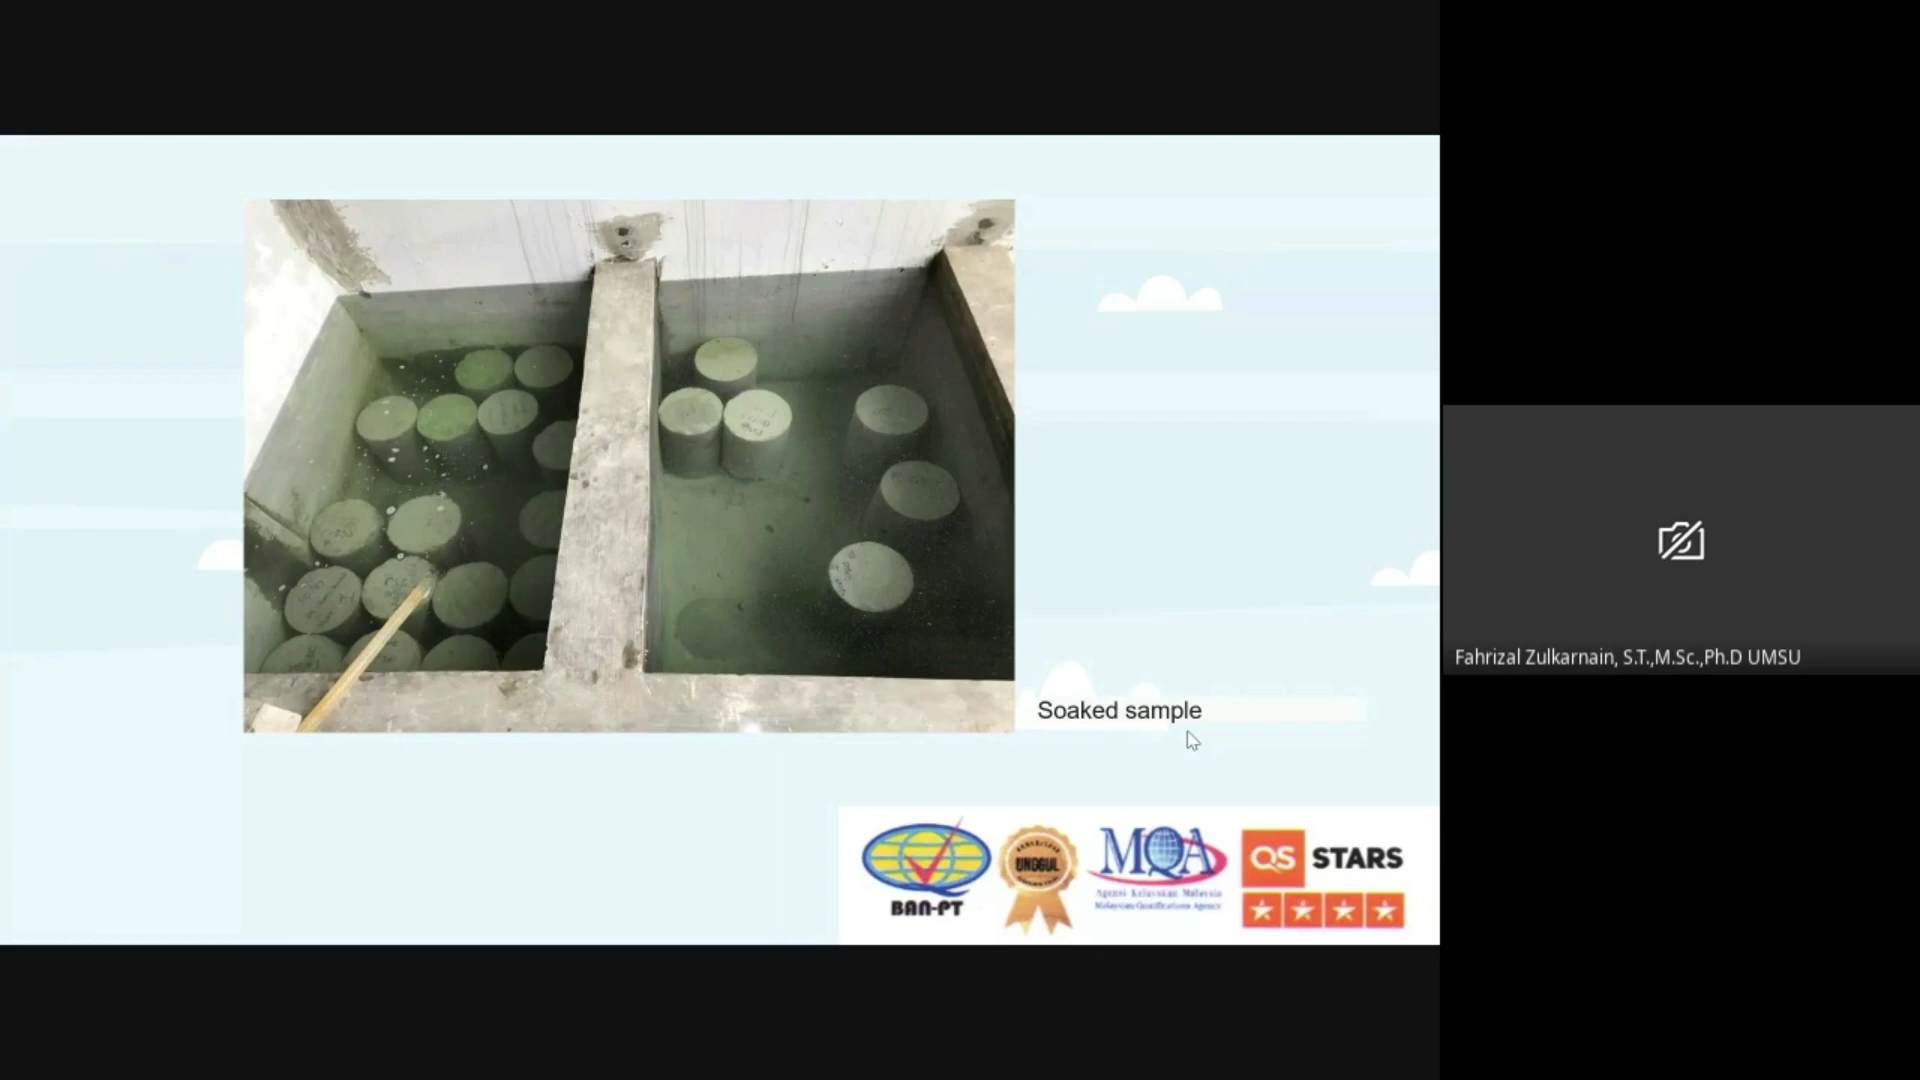 Soaked sample
BAN-PT
UNGGUL
MQA
Agensi Kelayakan Malaysia
Malaysian Qualifications Agency
QS STARS
Fahrizal Zulkarnain, S.T.,M.Sc.,Ph.D UMSU